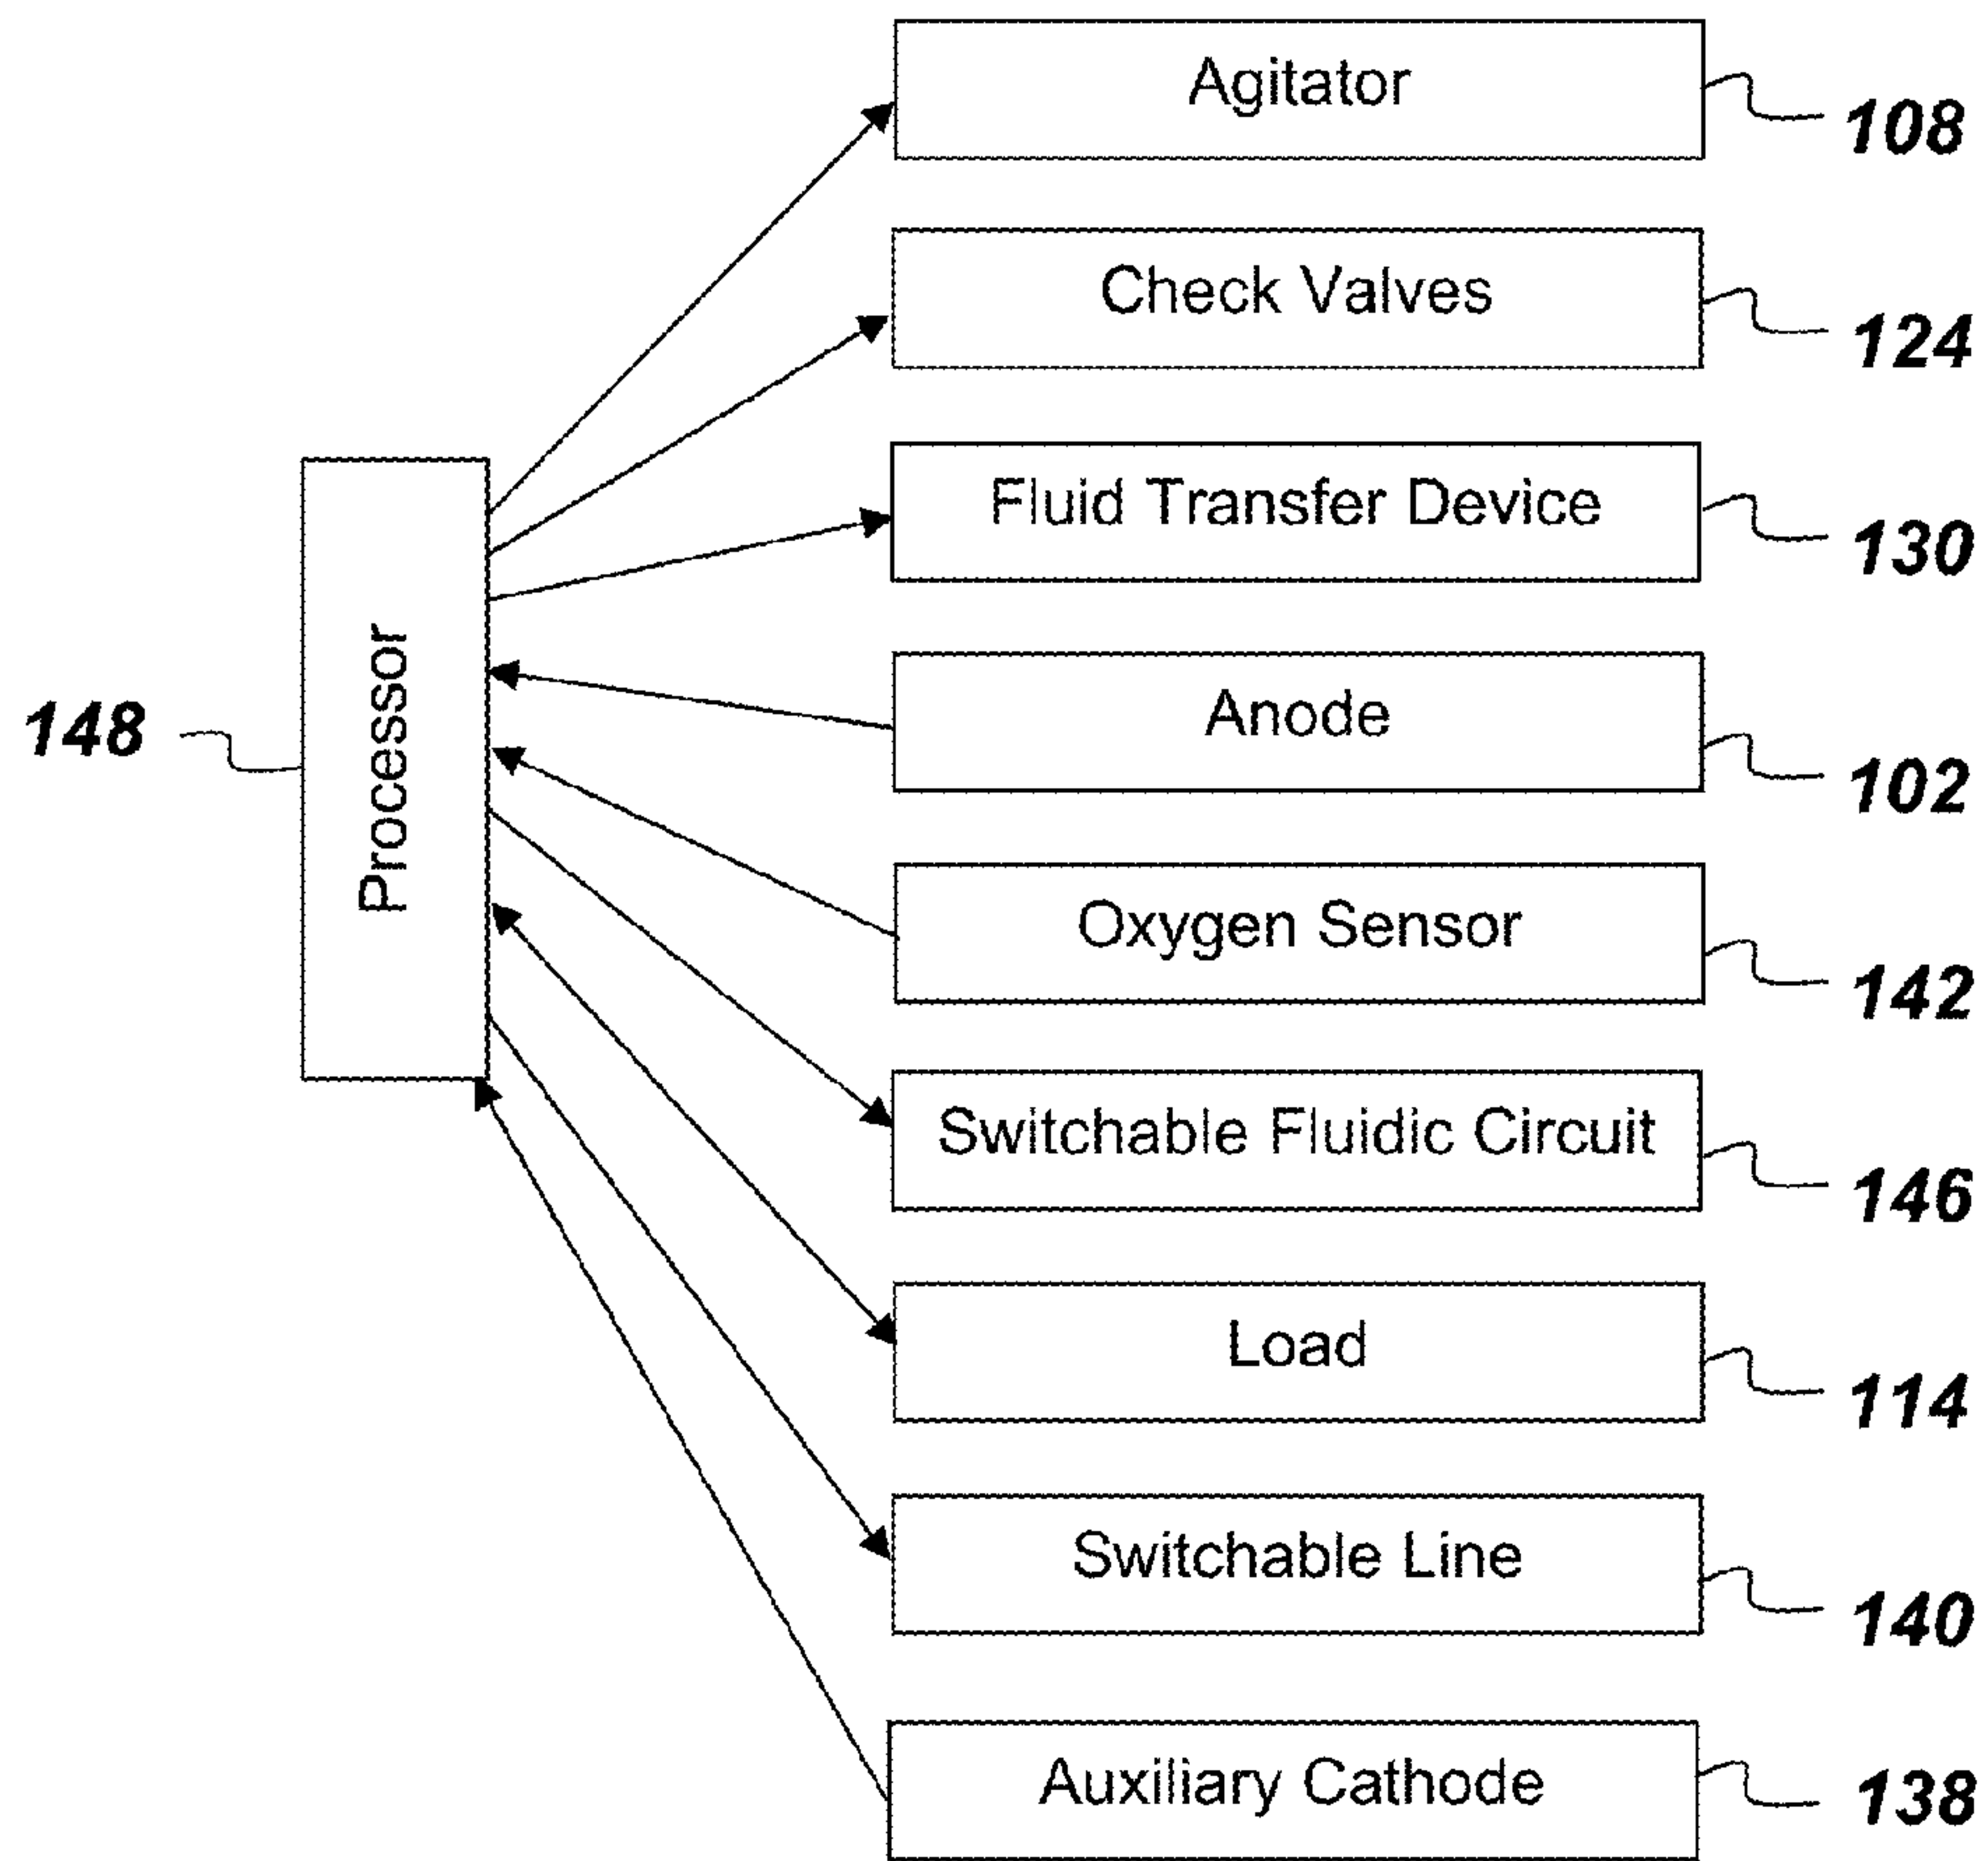 Agitator
108
Check Valves
124
Fluid Transfer Device
130
Processor
148
Anode
102
Oxygen Sensor
142
Switchable Fluidic Circuit
146
Load
114
Switchable Line
140
Auxiliary Cathode
138